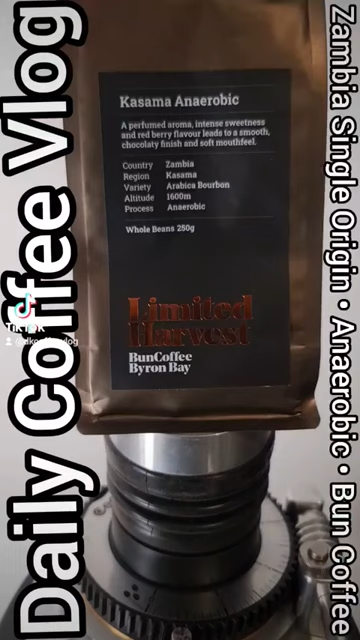 Daily Coffee Vlog
Zambia Single Origin • Anaerobic • Bun Coffee
Kasama Anaerobic
A perfumed aroma, intense sweetness
and red berry flavour leads to a smooth,
chocolaty finish and soft mouthfeel.
Country Zambia
Region Kasama
Variety Arabica Bourbon
Altitude 1600m
Process Anaerobic
Whole Beans 250g
Limited
Harvest
BunCoffee
Byron Bay
TikTok